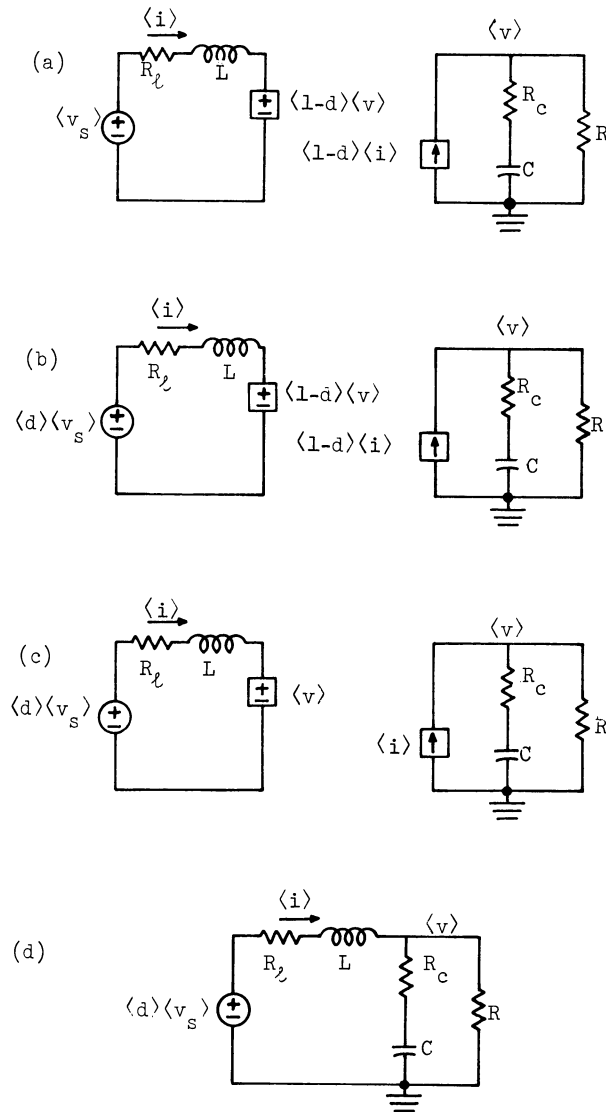 (a)
⟨i⟩
R_ℓ
L
⟨v_s⟩
⟨1-d⟩⟨v⟩
⟨1-d⟩⟨i⟩
⟨v⟩
R_c
C
R
(b)
⟨i⟩
R_ℓ
L
⟨d⟩⟨v_s⟩
⟨1-d⟩⟨v⟩
⟨1-d⟩⟨i⟩
⟨v⟩
R_c
C
R
(c)
⟨i⟩
R_ℓ
L
⟨d⟩⟨v_s⟩
⟨v⟩
⟨i⟩
⟨v⟩
R_c
C
R
(d)
⟨i⟩
R_ℓ
L
⟨d⟩⟨v_s⟩
⟨v⟩
R_c
C
R